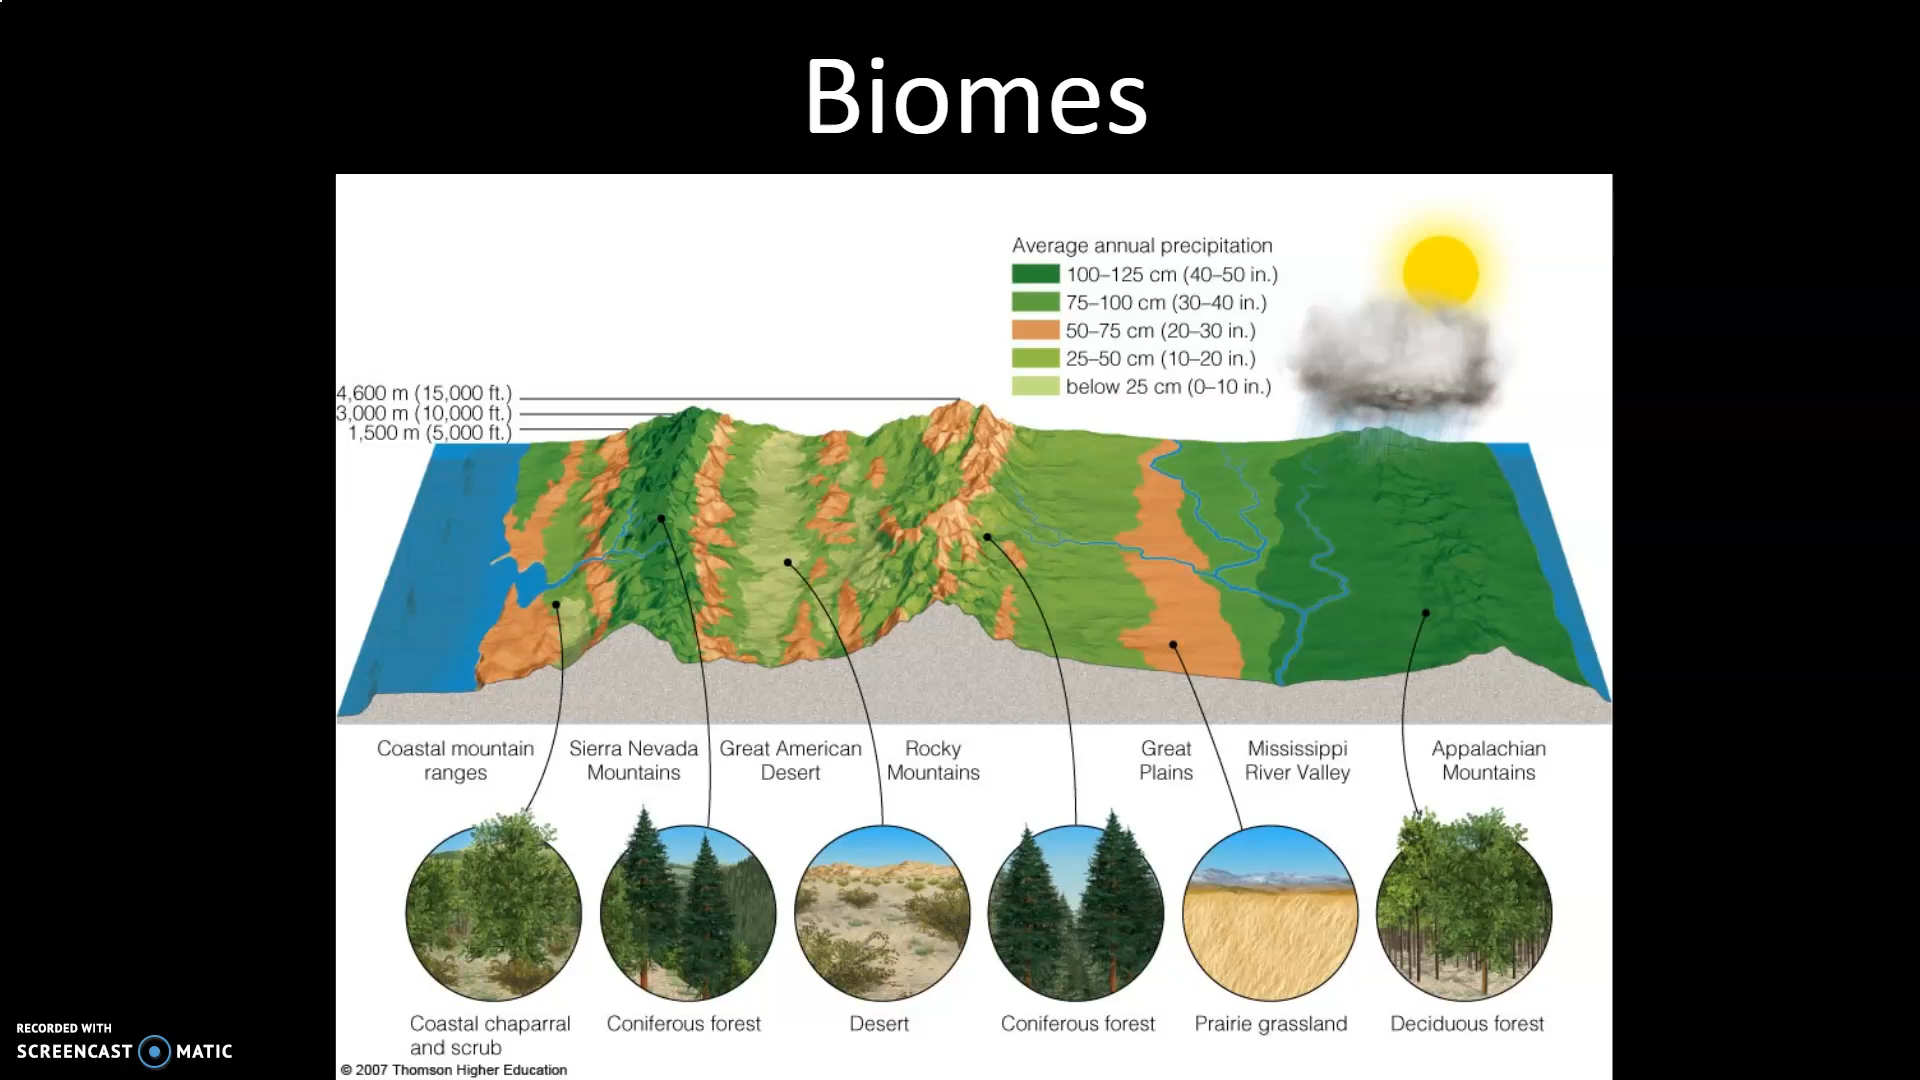 Biomes
Average annual precipitation
100–125 cm (40–50 in.)
75–100 cm (30–40 in.)
50–75 cm (20–30 in.)
25–50 cm (10–20 in.)
below 25 cm (0–10 in.)
4,600 m (15,000 ft.)
3,000 m (10,000 ft.)
1,500 m (5,000 ft.)
Coastal mountain
ranges
Sierra Nevada
Mountains
Great American
Desert
Rocky
Mountains
Great
Plains
Mississippi
River Valley
Appalachian
Mountains
Coastal chaparral
and scrub
Coniferous forest
Desert
Coniferous forest
Prairie grassland
Deciduous forest
© 2007 Thomson Higher Education
RECORDED WITH
SCREENCAST MATIC